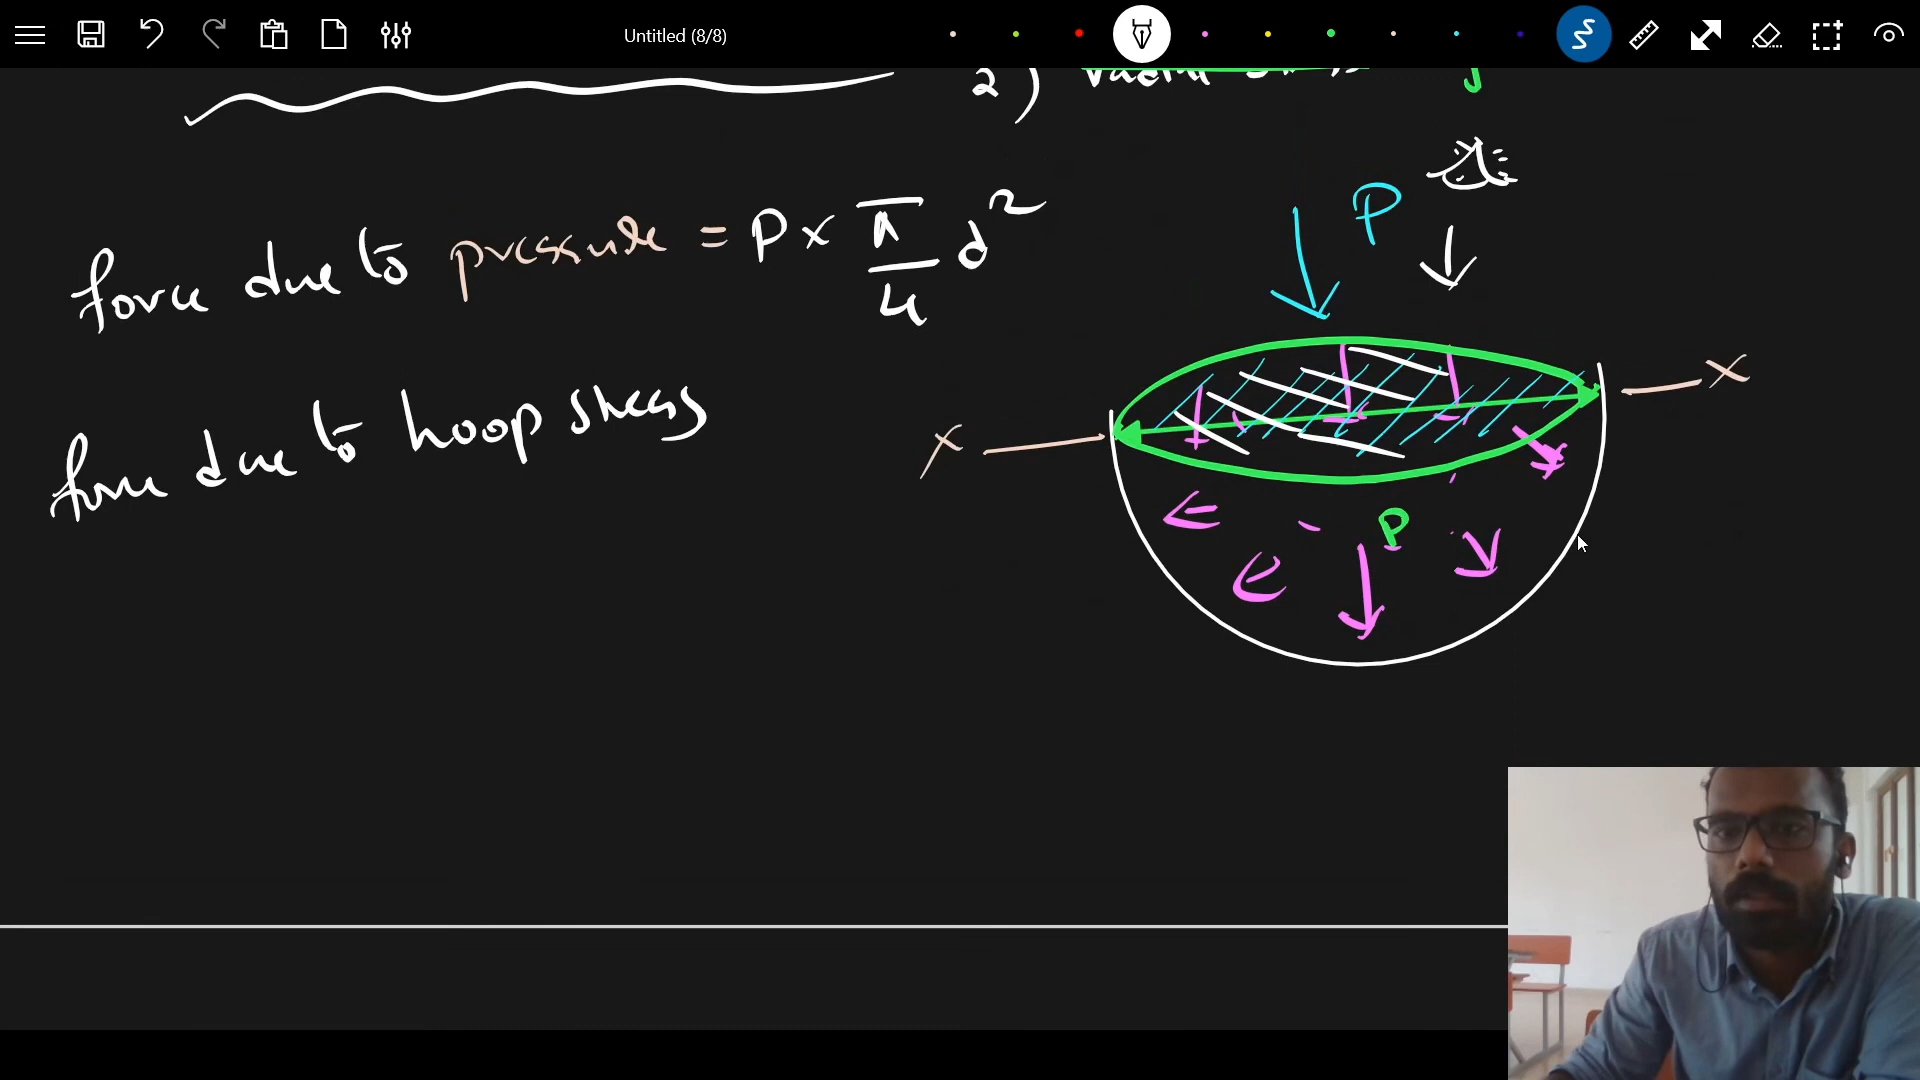 Untitled (8/8)
2)
force due to pressure = P x π/4 d²
force due to hoop stress
P
x
x
P